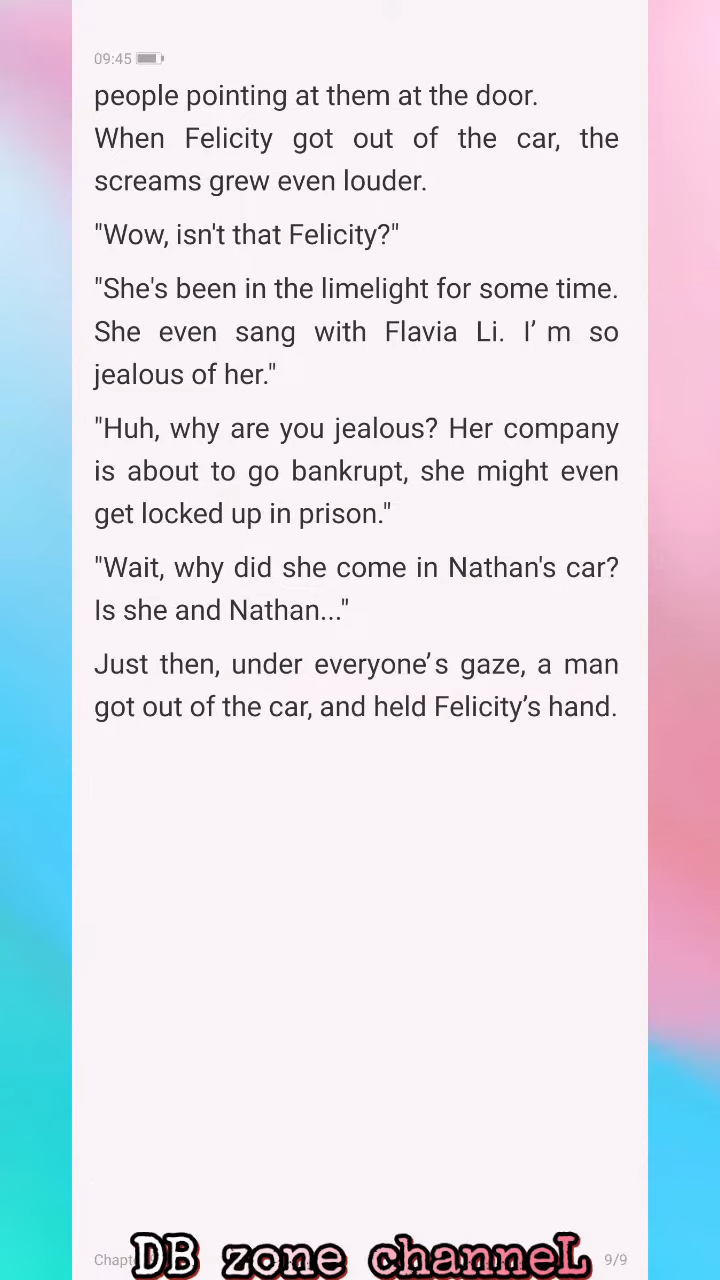 09:45
people pointing at them at the door.
When Felicity got out of the car, the
screams grew even louder.
"Wow, isn't that Felicity?"
"She's been in the limelight for some time.
She even sang with Flavia Li. I’ m so
jealous of her."
"Huh, why are you jealous? Her company
is about to go bankrupt, she might even
get locked up in prison."
"Wait, why did she come in Nathan's car?
Is she and Nathan..."
Just then, under everyone’s gaze, a man
got out of the car, and held Felicity’s hand.
DB zone channeL
9/9